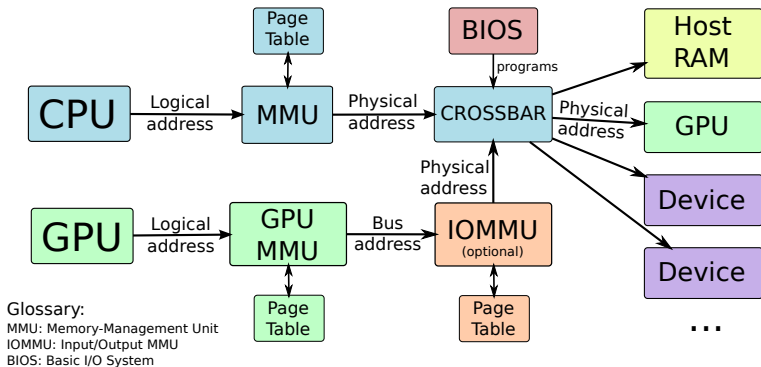 Page
Table
BIOS
Host
RAM
programs
CPU
Logical
address
MMU
Physical
address
CROSSBAR
Physical
address
GPU
Physical
address
Device
GPU
Logical
address
GPU
MMU
Bus
address
IOMMU
(optional)
Device
Page
Table
Page
Table
...
Glossary:
MMU: Memory-Management Unit
IOMMU: Input/Output MMU
BIOS: Basic I/O System